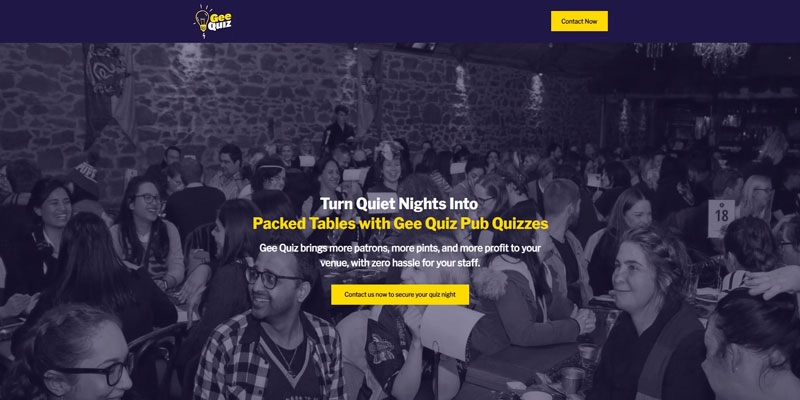 Gee
Quiz
Contact Now
18
Turn Quiet Nights Into
Packed Tables with Gee Quiz Pub Quizzes
Gee Quiz brings more patrons, more pints, and more profit to your
venue, with zero hassle for your staff.
Contact us now to secure your quiz night